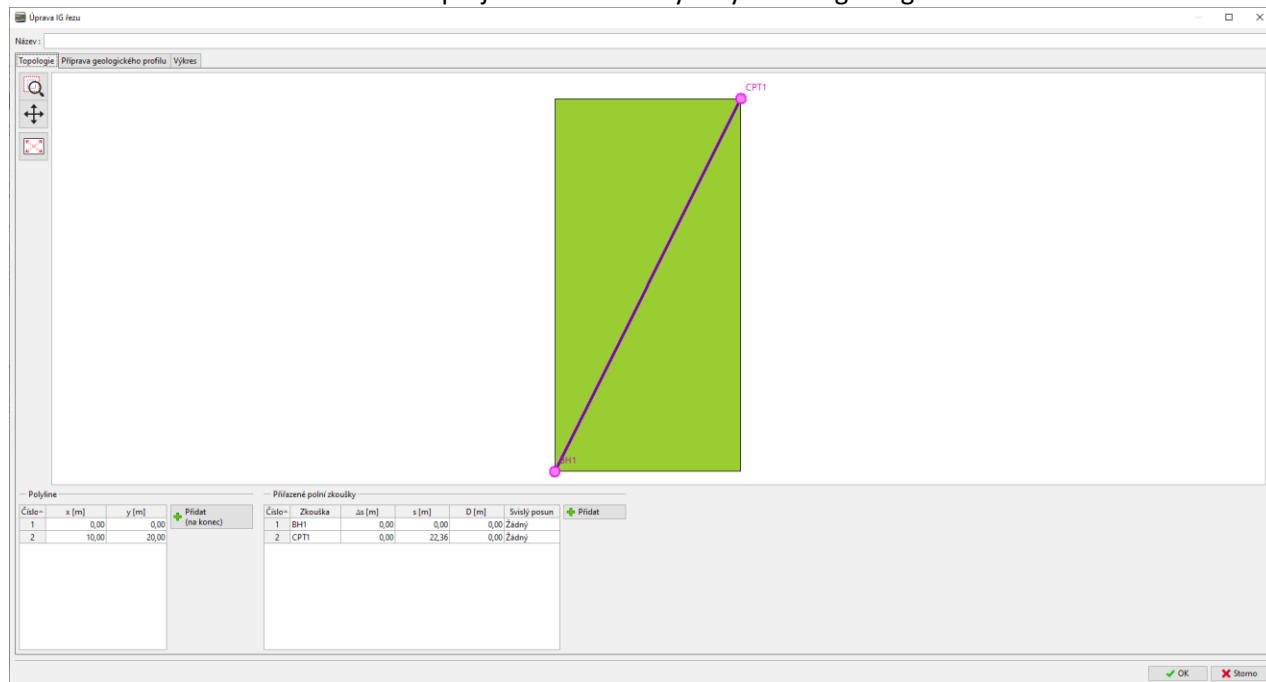 Úprava IG řezu
Název :
Topologie Příprava geologického profilu Výkres
CPT1
BH1
Polyline
Číslo x [m] y [m]
1 0,00 0,00
2 10,00 20,00
Přidat
(na konec)
Přiřazené polní zkoušky
Číslo Zkouška Δs [m] s [m] D [m] Svislý posun
1 BH1 0,00 0,00 0,00 Žádný
2 CPT1 0,00 22,36 0,00 Žádný
Přidat
OK Storno